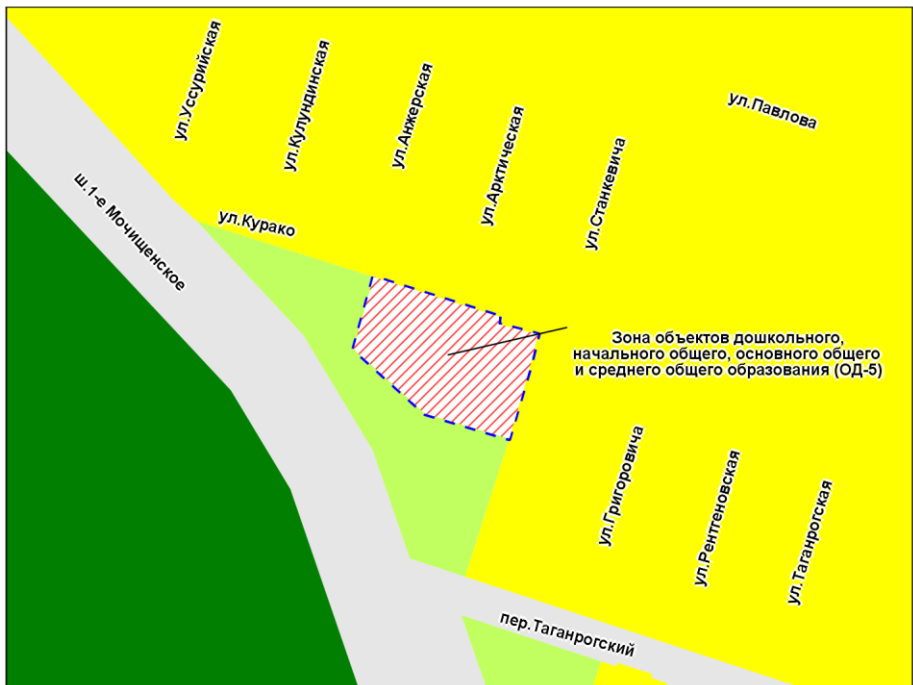 ул.Уссурийская
ул.Кулундинская
ул.Анжерская
ул.Арктическая
ул.Станкевича
ул.Павлова
ш.1-е Мочищенское
ул.Курако
Зона объектов дошкольного,
начального общего, основного общего
и среднего общего образования (ОД-5)
ул.Григоровича
ул.Рентгеновская
ул.Таганрогская
пер.Таганрогский